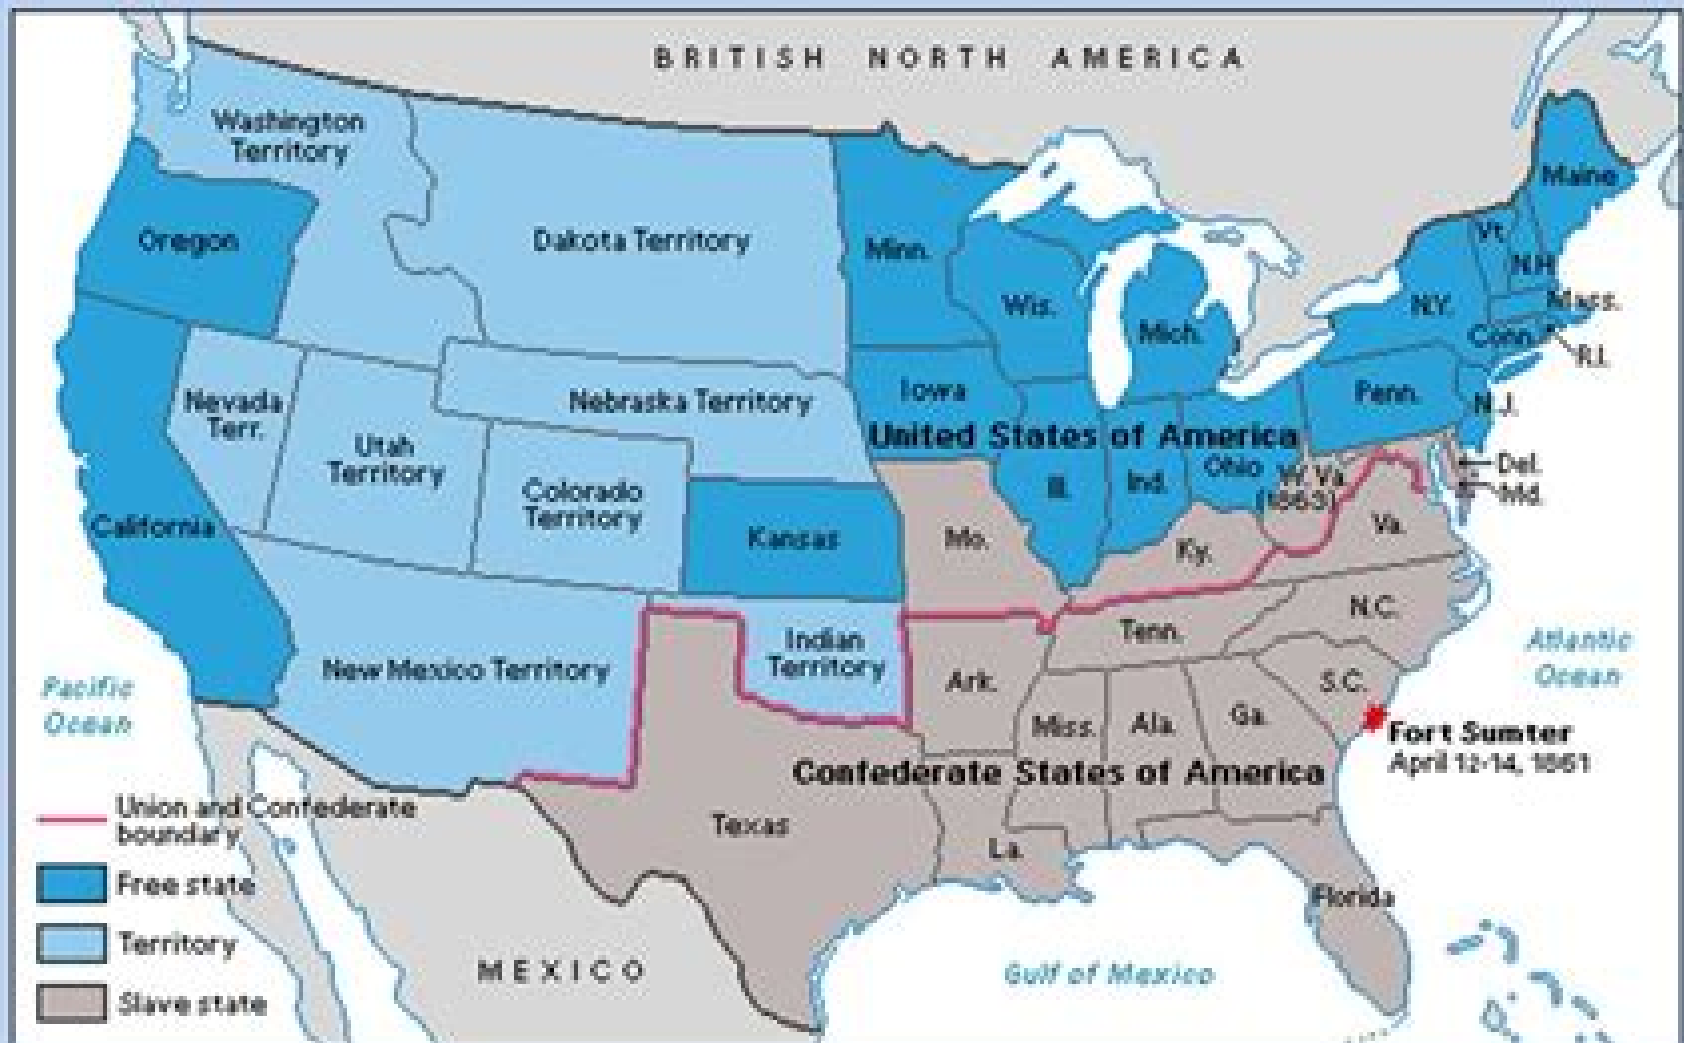 BRITISH NORTH AMERICA
Washington
Territory
Maine
Oregon
Dakota Territory
Minn.
Vt.
N.H.
Wis.
N.Y.
Mass.
Mich.
Conn.
R.I.
Nevada
Terr.
Nebraska Territory
Iowa
Penn.
N.J.
United States of America
Utah
Territory
Ohio
W. Va.
(1863)
Del.
Md.
Colorado
Territory
Ill.
Ind.
California
Kansas
Mo.
Ky.
Va.
N.C.
Indian
Territory
Tenn.
Atlantic
Ocean
New Mexico Territory
Ark.
S.C.
Pacific
Ocean
Miss.
Ala.
Ga.
Fort Sumter
April 12-14, 1861
Confederate States of America
Union and Confederate
boundary
Texas
La.
Free state
Florida
Territory
MEXICO
Gulf of Mexico
Slave state